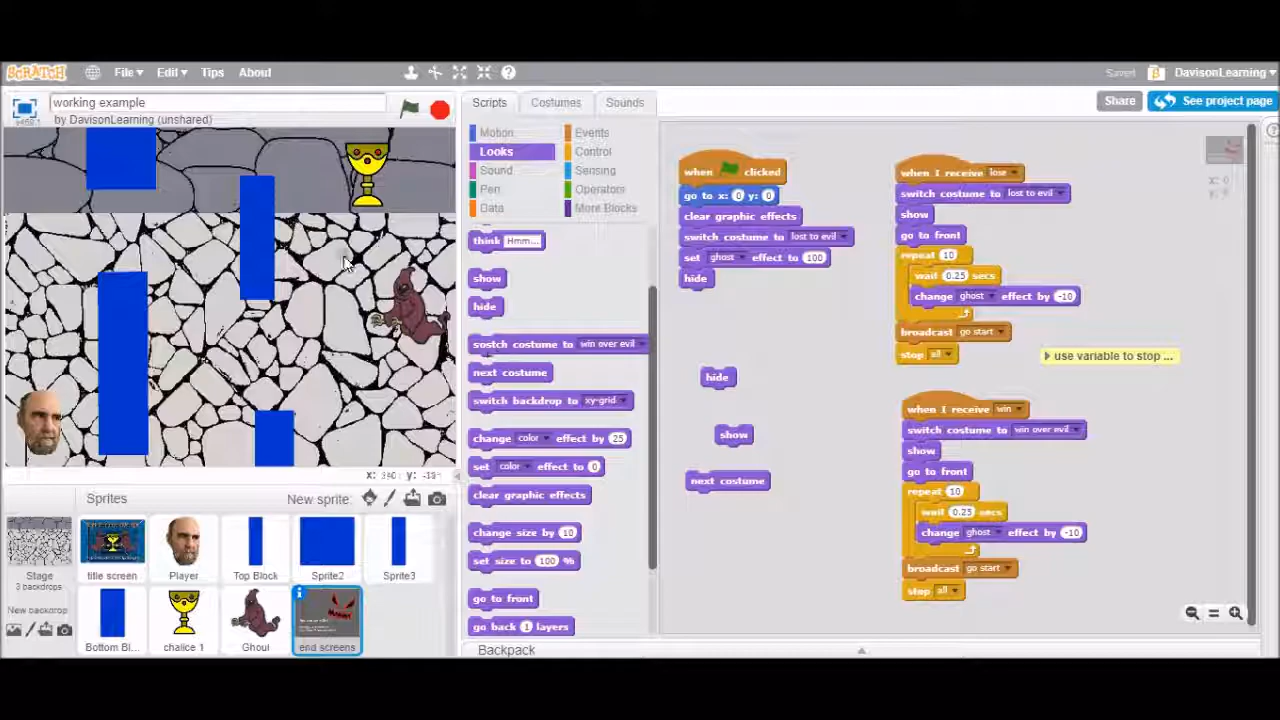 SCRATCH File Edit Tips About Saved DavisonLearning
working example
by DavisonLearning (unshared)
Scripts Costumes Sounds
Share See project page
Motion Events
Looks Control
Sound Sensing
Pen Operators
Data More Blocks
think Hmm...
show
hide
switch costume to win over evil
next costume
switch backdrop to xy-grid
change color effect by 25
set color effect to 0
clear graphic effects
change size by 10
set size to 100 %
go to front
go back 1 layers
when clicked
go to x: 0 y: 0
clear graphic effects
switch costume to lost to evil
set ghost effect to 100
hide
hide
show
next costume
when I receive lose
switch costume to lost to evil
show
go to front
repeat 10
wait 0.25 secs
change ghost effect by -10
broadcast go start
stop all
use variable to stop ...
when I receive win
switch costume to win over evil
show
go to front
repeat 10
wait 0.25 secs
change ghost effect by -10
broadcast go start
stop all
x: 0
Sprites New sprite:
Stage
3 backdrops
title screen Player Top Block Sprite2 Sprite3
New backdrop
Bottom Bl... chalice 1 Ghoul end screens
Backpack